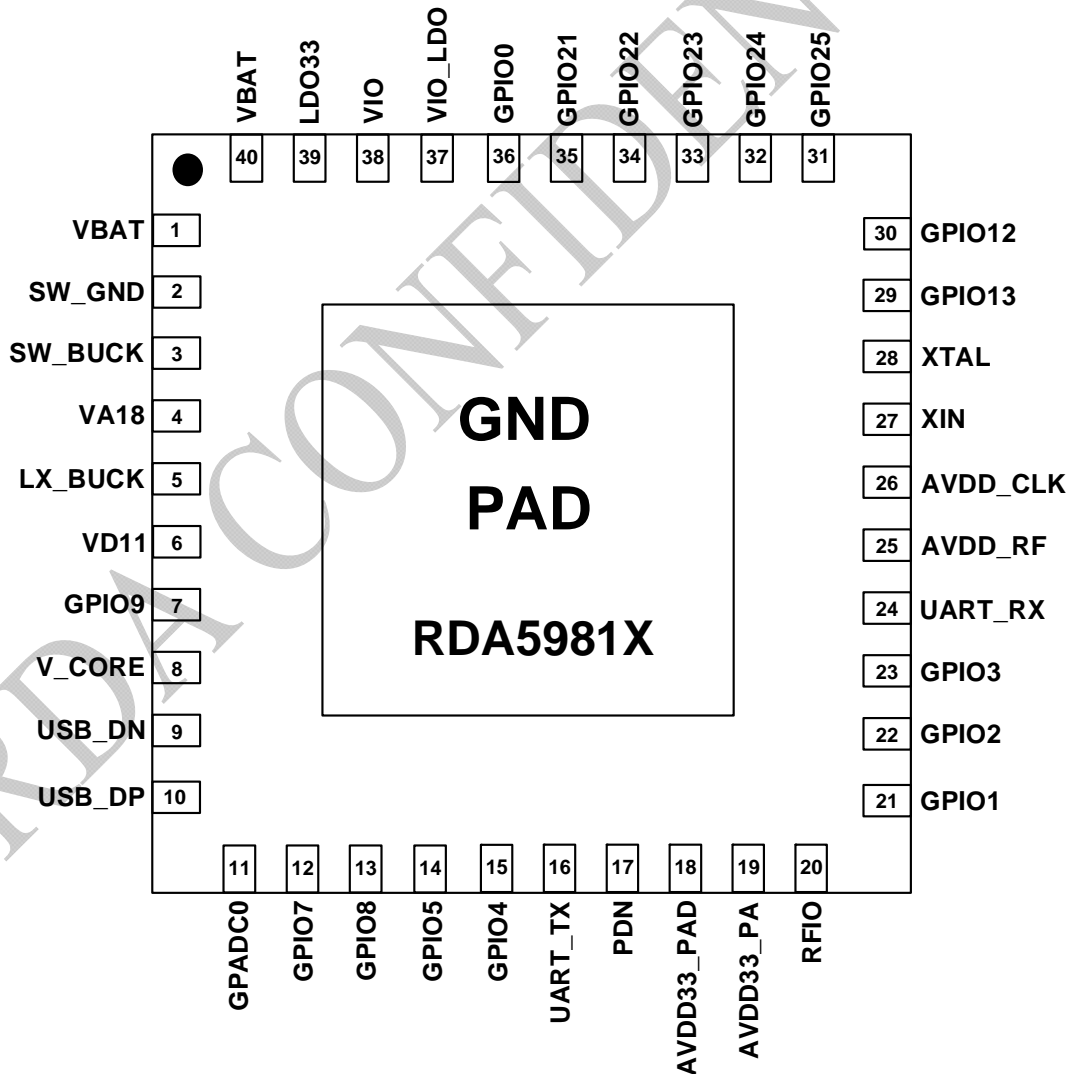 VBAT
LDO33
VIO
VIO_LDO
GPIO0
GPIO21
GPIO22
GPIO23
GPIO24
GPIO25
40
39
38
37
36
35
34
33
32
31
VBAT 1
SW_GND 2
SW_BUCK 3
VA18 4
LX_BUCK 5
VD11 6
GPIO9 7
V_CORE 8
USB_DN 9
USB_DP 10
GND
PAD
RDA5981X
30 GPIO12
29 GPIO13
28 XTAL
27 XIN
26 AVDD_CLK
25 AVDD_RF
24 UART_RX
23 GPIO3
22 GPIO2
21 GPIO1
11
12
13
14
15
16
17
18
19
20
GPADC0
GPIO7
GPIO8
GPIO5
GPIO4
UART_TX
PDN
AVDD33_PAD
AVDD33_PA
RFIO
RDA CONFIDEN